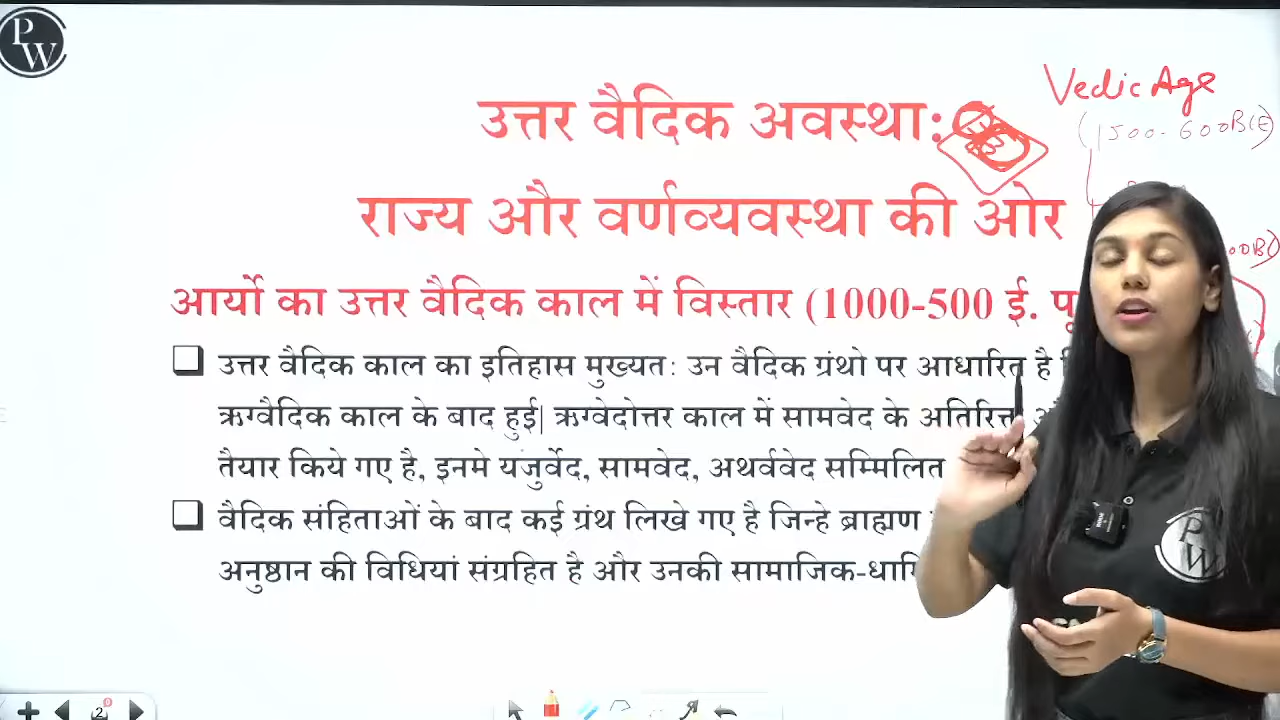 PW
Vedic Age
(1500-600BCE)
उत्तर वैदिक अवस्था:
राज्य और वर्णव्यवस्था की ओर
आर्यो का उत्तर वैदिक काल में विस्तार (1000-500 ई. पू
उत्तर वैदिक काल का इतिहास मुख्यत: उन वैदिक ग्रंथो पर आधारित है
ऋग्वैदिक काल के बाद हुई| ऋग्वेदोत्तर काल में सामवेद के अतिरिक्त
तैयार किये गए है, इनमे यजुर्वेद, सामवेद, अथर्ववेद सम्मिलित
वैदिक संहिताओं के बाद कई ग्रंथ लिखे गए है जिन्हे ब्राह्मण
अनुष्ठान की विधियां संग्रहित है और उनकी सामाजिक-
PW
2